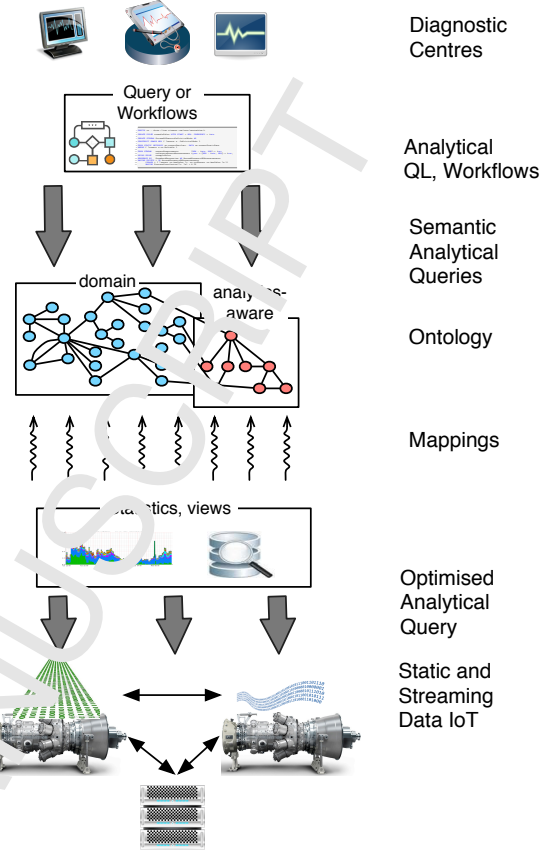 Diagnostic
Centres
Query or
Workflows
Analytical
QL, Workflows
Semantic
Analytical
Queries
domain
aware
Ontology
Mappings
views
Optimised
Analytical
Query
Static and
Streaming
Data IoT